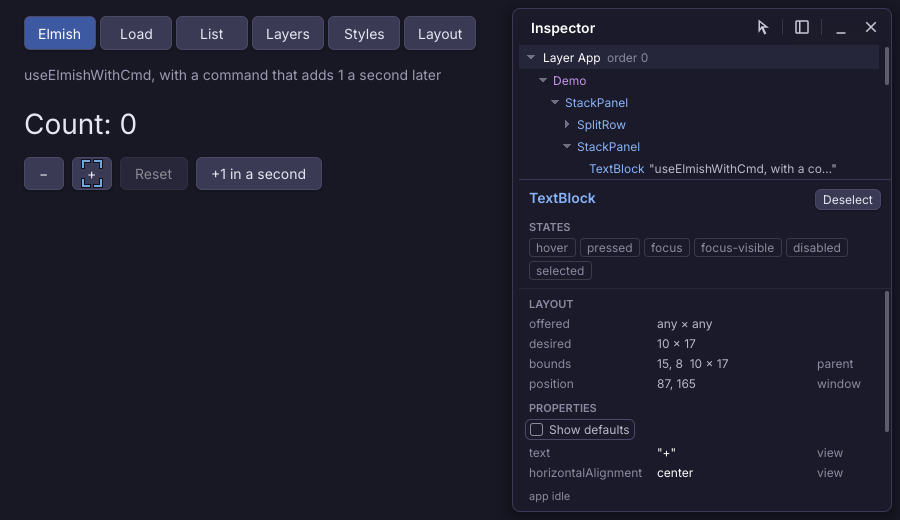 Elmish Load List Layers Styles Layout
useElmishWithCmd, with a command that adds 1 a second later
Count: 0
− + Reset +1 in a second
Inspector
Layer App order 0
Demo
StackPanel
SplitRow
StackPanel
TextBlock "useElmishWithCmd, with a co..."
TextBlock Deselect
STATES
hover pressed focus focus-visible disabled
selected
LAYOUT
offered any × any
desired 10 × 17
bounds 15, 8 10 × 17 parent
position 87, 165 window
PROPERTIES
Show defaults
text "+" view
horizontalAlignment center view
app idle